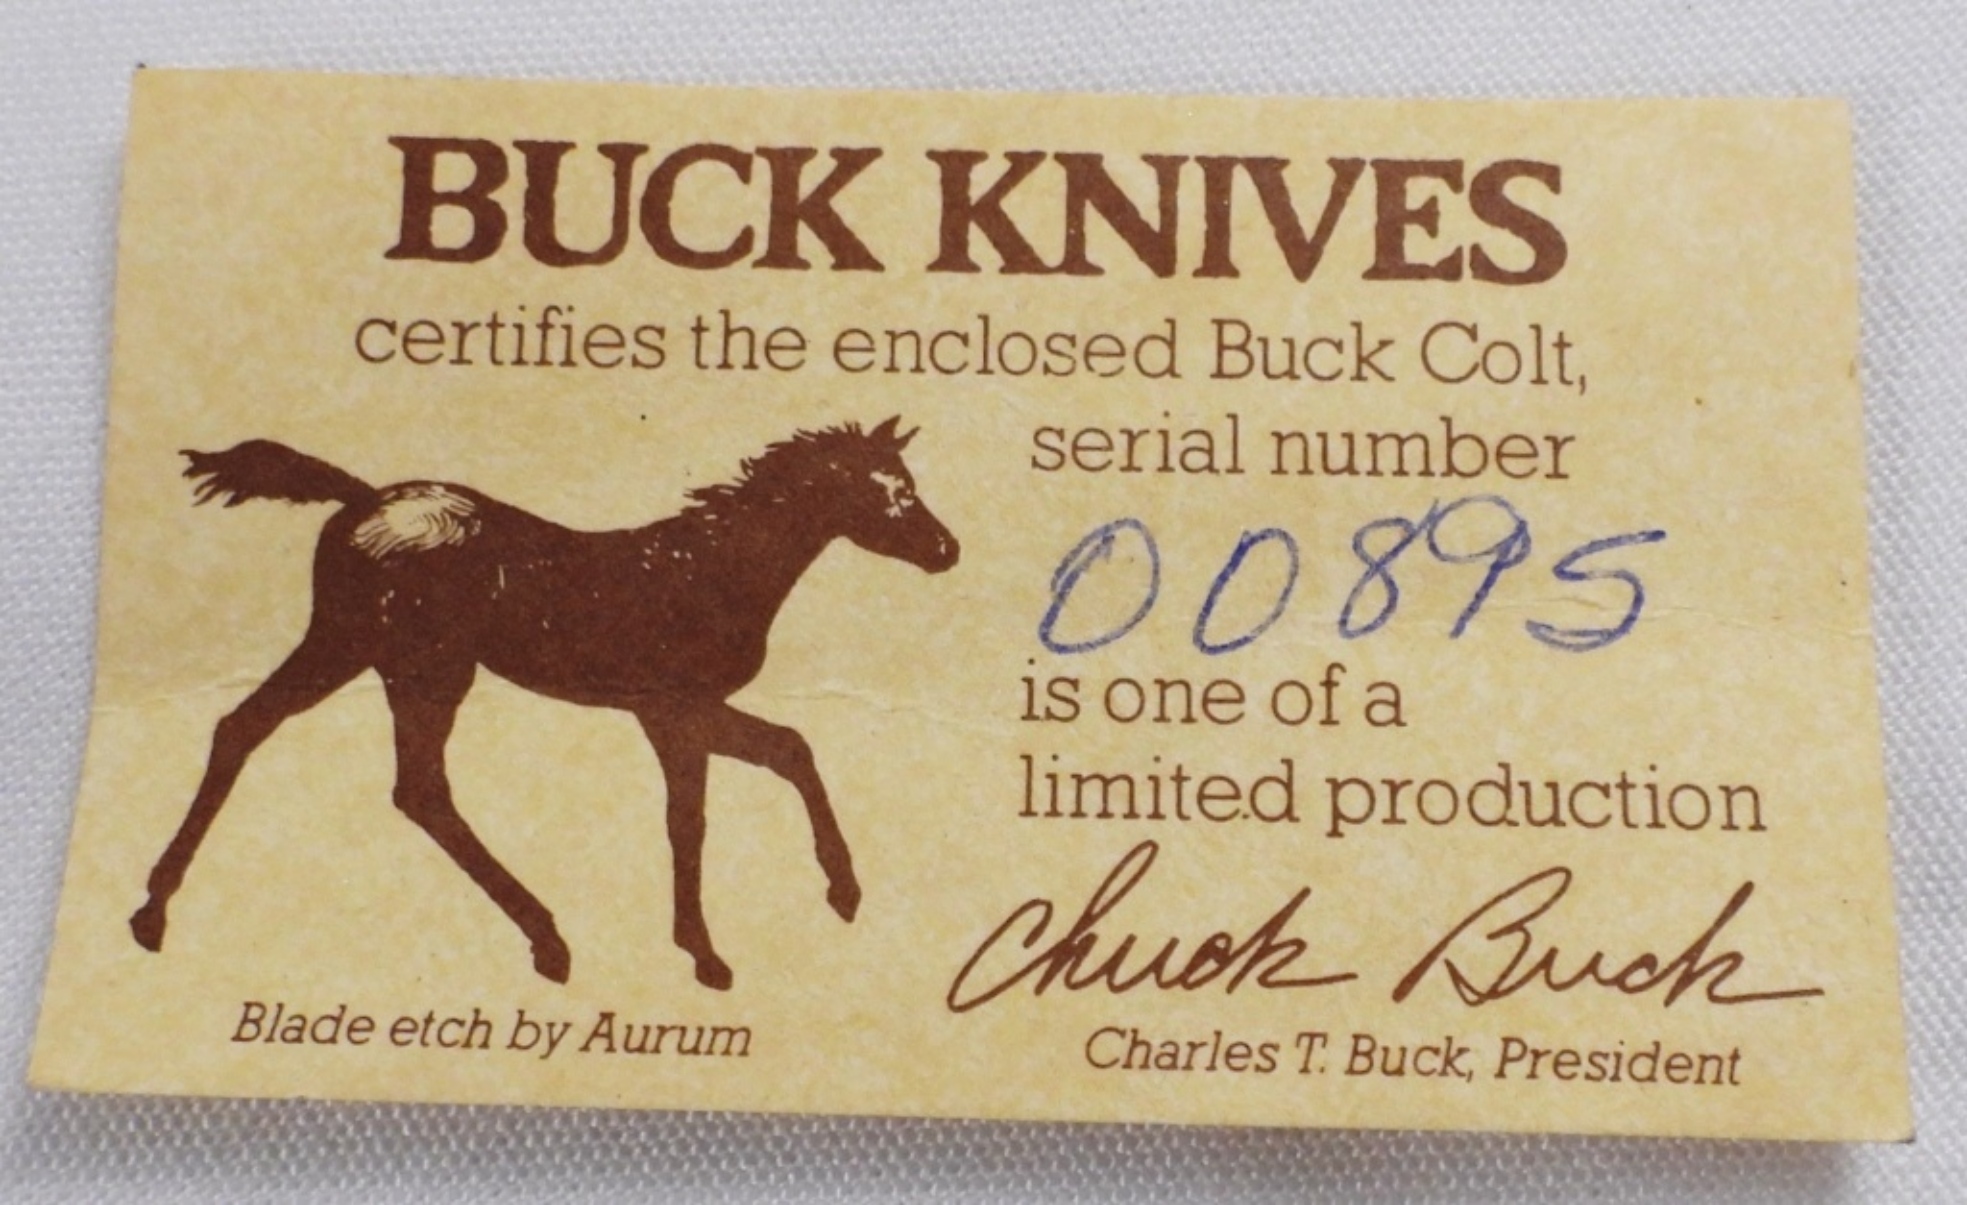 BUCK KNIVES
certifies the enclosed Buck Colt,
serial number
00895
is one of a
limited production
Chuck Buck
Blade etch by Aurum
Charles T. Buck, President